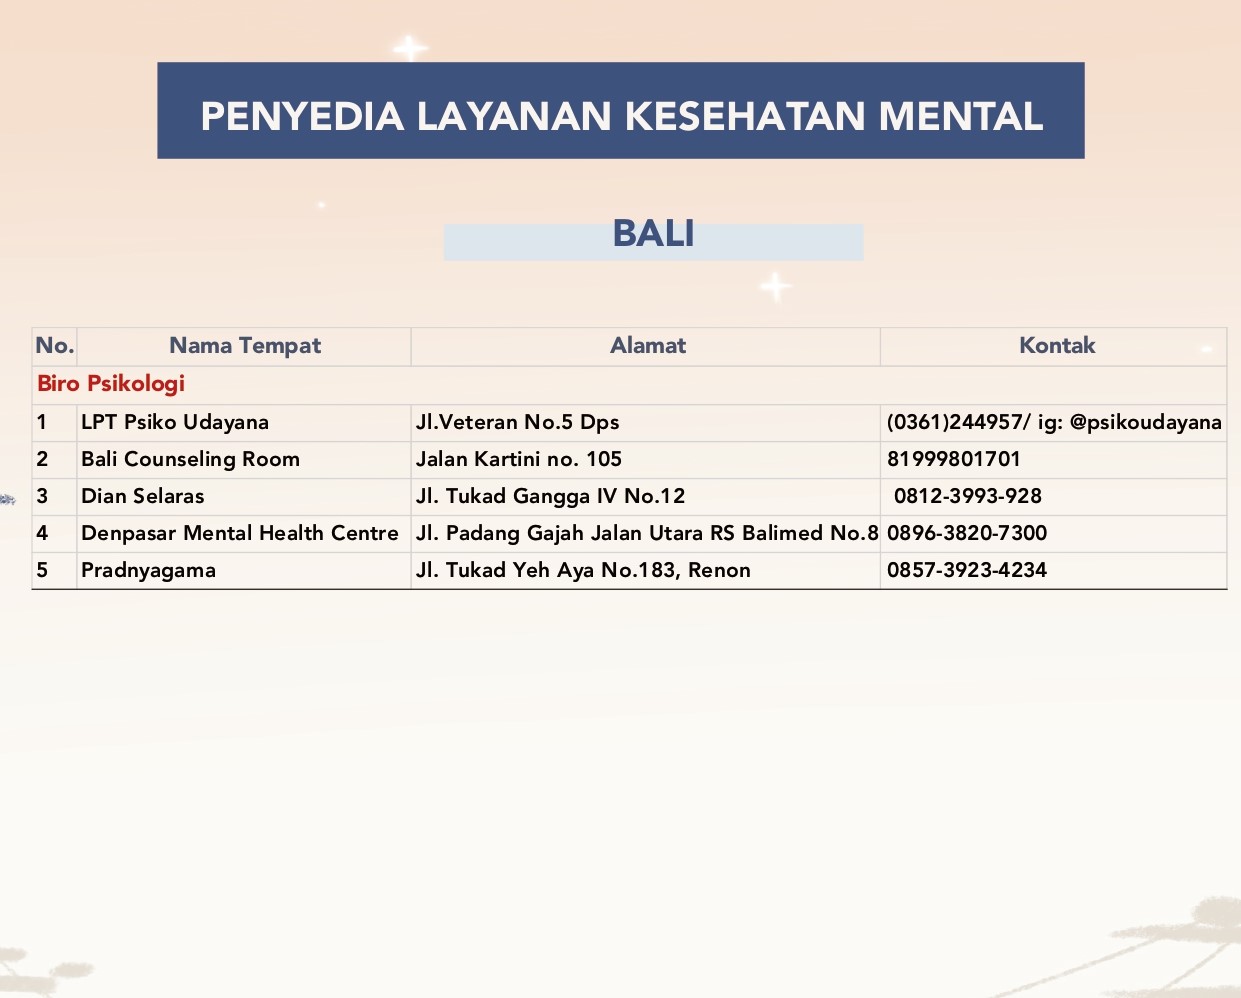 PENYEDIA LAYANAN KESEHATAN MENTAL
BALI
No. Nama Tempat Alamat Kontak
Biro Psikologi
1 LPT Psiko Udayana Jl.Veteran No.5 Dps (0361)244957/ ig: @psikoudayana
2 Bali Counseling Room Jalan Kartini no. 105 81999801701
3 Dian Selaras Jl. Tukad Gangga IV No.12 0812-3993-928
4 Denpasar Mental Health Centre Jl. Padang Gajah Jalan Utara RS Balimed No.8 0896-3820-7300
5 Pradnyagama Jl. Tukad Yeh Aya No.183, Renon 0857-3923-4234